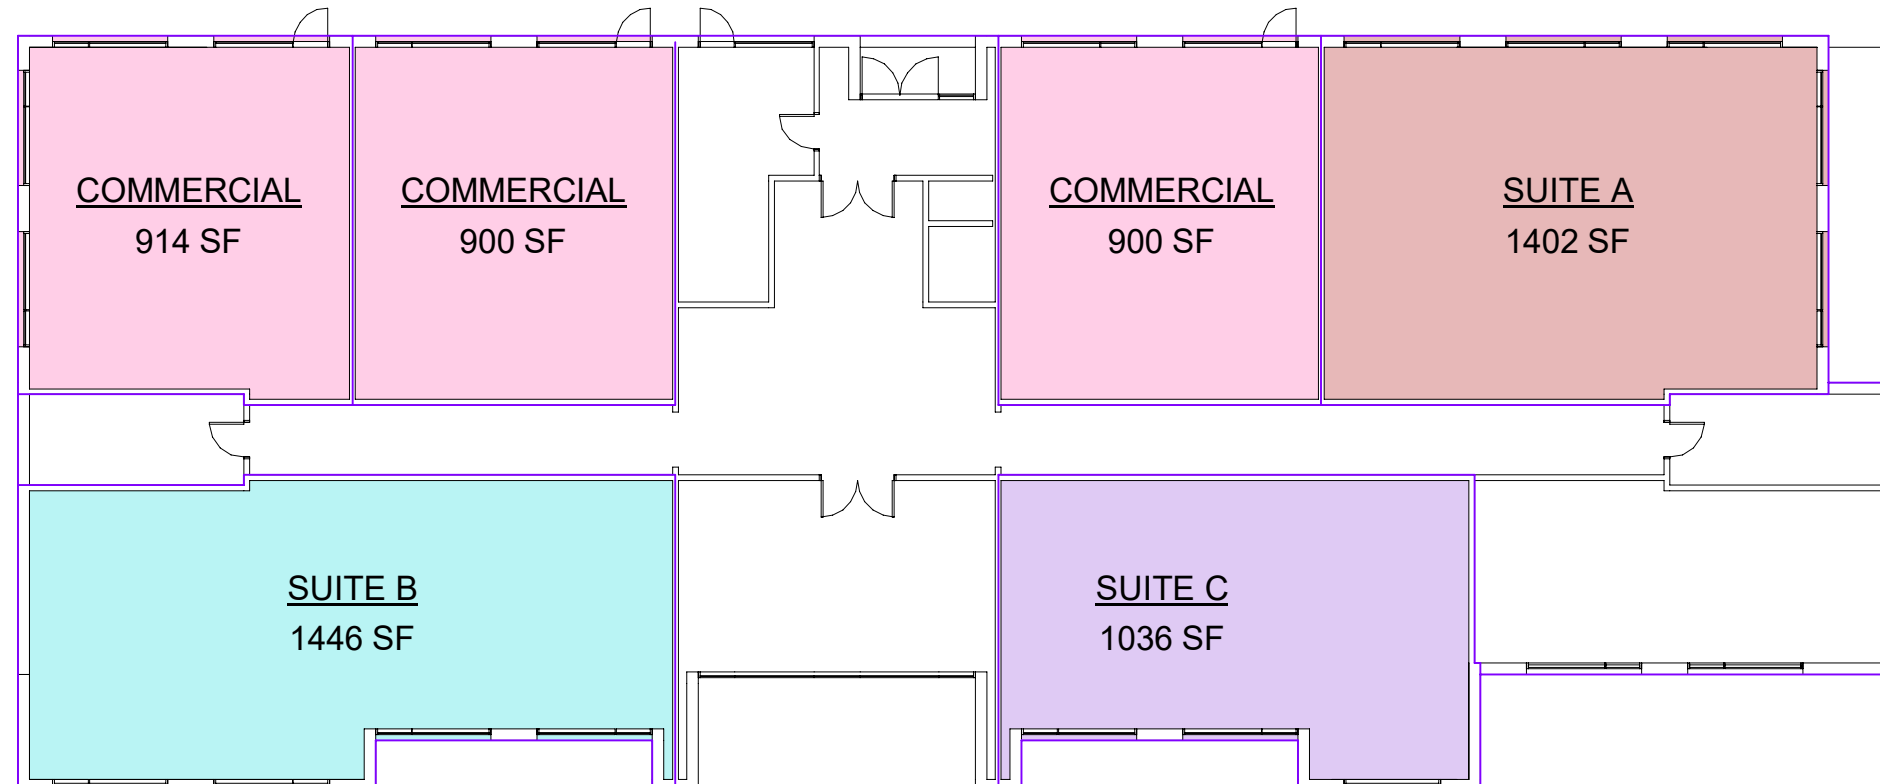 COMMERCIAL
914 SF
COMMERCIAL
900 SF
COMMERCIAL
900 SF
SUITE A
1402 SF
SUITE B
1446 SF
SUITE C
1036 SF